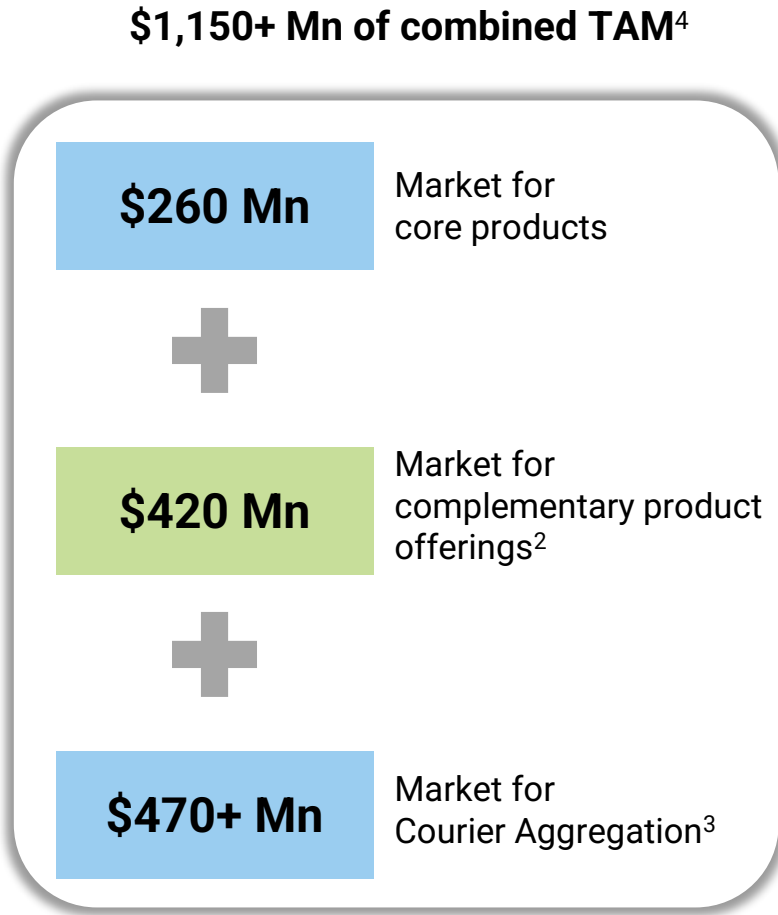 $1,150+ Mn of combined TAM⁴
$260 Mn
Market for
core products
$420 Mn
Market for
complementary product
offerings²
$470+ Mn
Market for
Courier Aggregation³